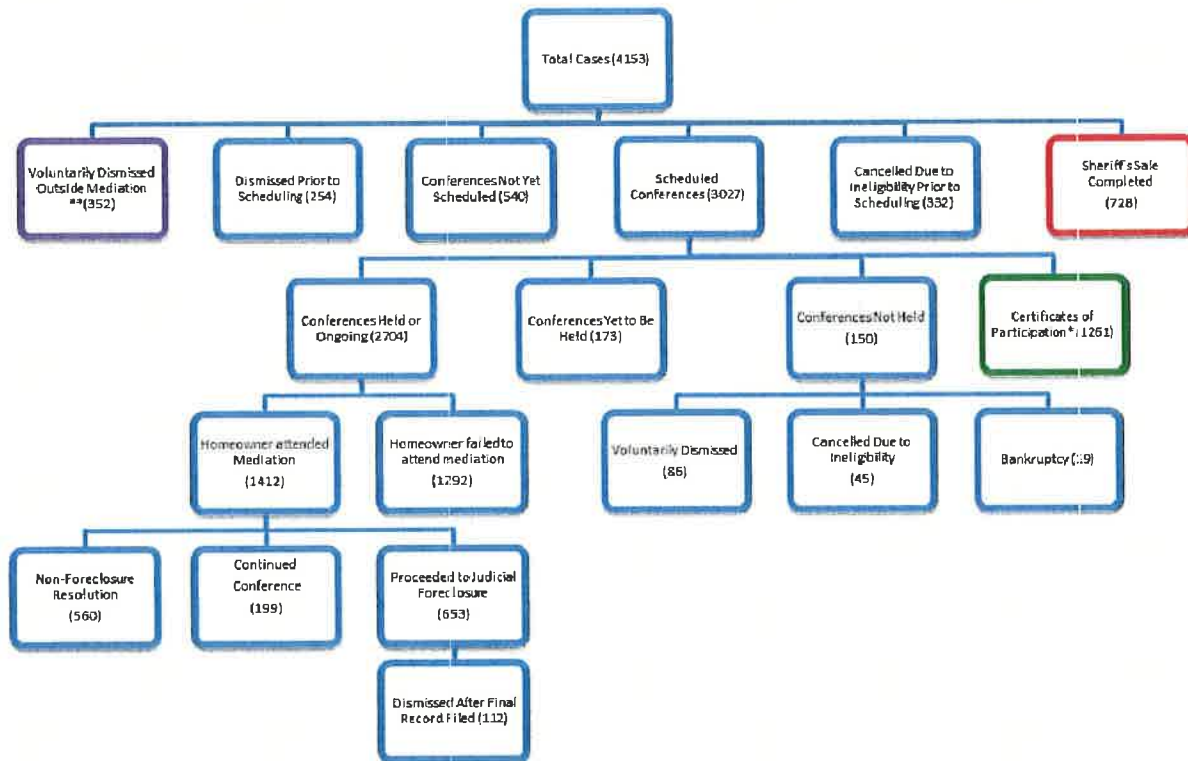 Total Cases (4153)
Voluntarily Dismissed
Outside Mediation
**(352)
Dismissed Prior to
Scheduling (254)
Conferences Not Yet
Scheduled (540)
Scheduled
Conferences (3027)
Cancelled Due to
Ineligibility Prior to
Scheduling (332)
Sheriff's Sale
Completed
(728)
Conferences Held or
Ongoing (2704)
Conferences Yet to Be
Held (173)
Conferences Not Held
(150)
Certificates of
Participation*
Homeowner attended
Mediation
(1412)
Homeowner failed to
attend mediation
(1292)
Voluntarily Dismissed
(86)
Cancelled Due to
Ineligibility
(45)
Bankruptcy
Non-Foreclosure
Resolution
(560)
Continued
Conference
(199)
Proceeded to Judicial
Foreclosure
(653)
Dismissed After Final
Record Filed (112)